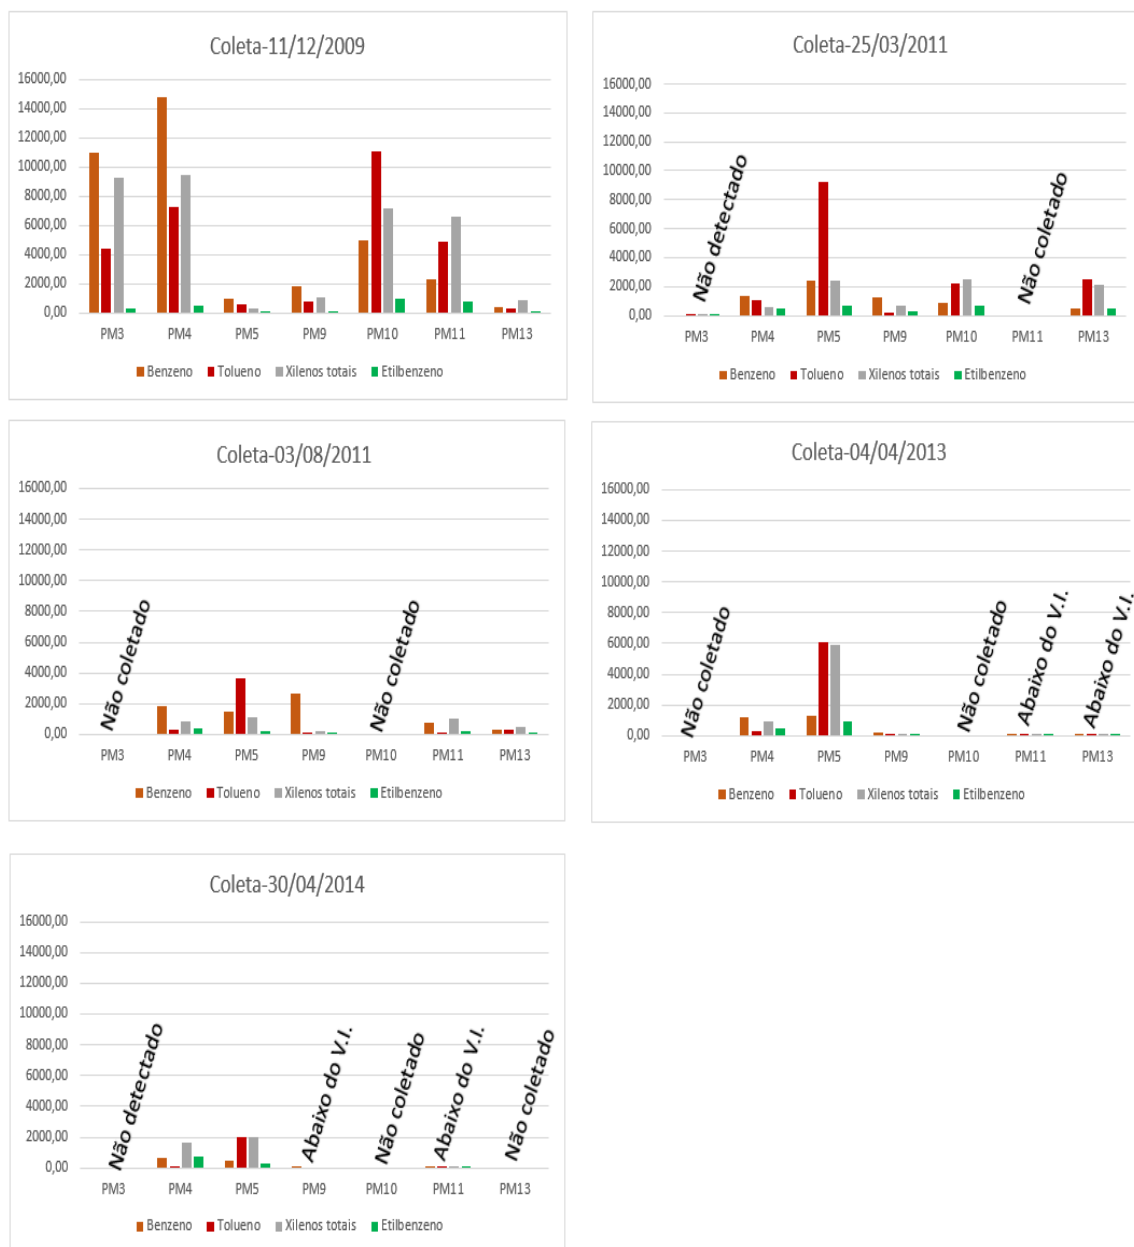 Coleta-11/12/2009
16000,00
14000,00
12000,00
10000,00
8000,00
6000,00
4000,00
2000,00
0,00
PM3 PM4 PM5 PM9 PM10 PM11 PM13
Benzeno Tolueno Xilenos totais Etilbenzeno
Coleta-25/03/2011
16000,00
14000,00
12000,00
10000,00
8000,00
6000,00
4000,00
2000,00
0,00
Não detectado
Não coletado
PM3 PM4 PM5 PM9 PM10 PM11 PM13
Benzeno Tolueno Xilenos totais Etilbenzeno
Coleta-03/08/2011
16000,00
14000,00
12000,00
10000,00
8000,00
6000,00
4000,00
2000,00
0,00
Não coletado
Não coletado
PM3 PM4 PM5 PM9 PM10 PM11 PM13
Benzeno Tolueno Xilenos totais Etilbenzeno
Coleta-04/04/2013
16000,00
14000,00
12000,00
10000,00
8000,00
6000,00
4000,00
2000,00
0,00
Não coletado
Não coletado
Abaixo do V.I.
Abaixo do V.I.
PM3 PM4 PM5 PM9 PM10 PM11 PM13
Benzeno Tolueno Xilenos totais Etilbenzeno
Coleta-30/04/2014
16000,00
14000,00
12000,00
10000,00
8000,00
6000,00
4000,00
2000,00
0,00
Não detectado
Abaixo do V.I.
Não coletado
Abaixo do V.I.
Não coletado
PM3 PM4 PM5 PM9 PM10 PM11 PM13
Benzeno Tolueno Xilenos totais Etilbenzeno